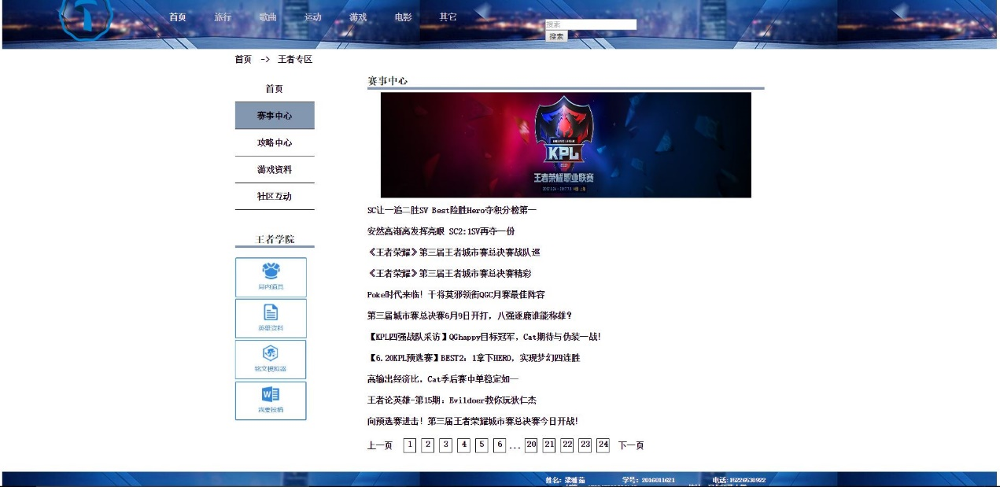 首页 旅行 歌曲 运动 游戏 电影 其它
搜索
搜索
首页 -> 王者专区
首页
赛事中心
攻略中心
游戏资料
社区互动
王者学院
局内道具
英雄资料
铭文模拟器
我要投稿
赛事中心
KPL
王者荣耀职业联赛
SC让一追二胜SV Best险胜Hero夺积分榜第一
安然高渐离发挥亮眼 SC2:1SV再夺一份
《王者荣耀》第三届王者城市赛总决赛战队巡
《王者荣耀》第三届王者城市赛总决赛精彩
Poke时代来临！干将莫邪领衔QGC月赛最佳阵容
第三届城市赛总决赛6月9日开打，八强逐鹿谁能称雄？
【KPL四强战队采访】QGhappy目标冠军，Cat期待与伪装一战！
【6.20KPL预选赛】BEST2：1拿下HERO，实现梦幻四连胜
高输出经济比，Cat季后赛中单稳定如一
王者论英雄-第15期：Evildoer教你玩狄仁杰
向预选赛进击！第三届王者荣耀城市赛总决赛今日开战！
上一页 1 2 3 4 5 6 ... 20 21 22 23 24 下一页
姓名：梁雅茹 学号：2016011621 电话:15226530922